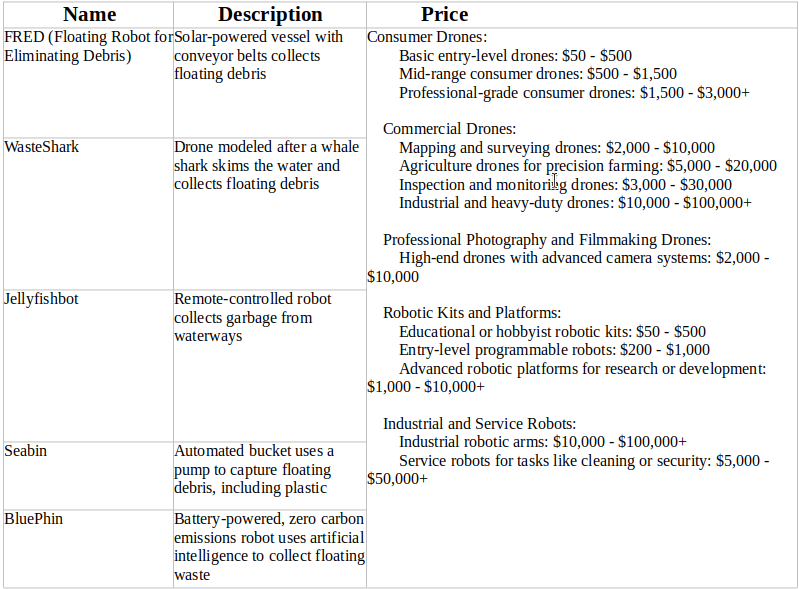 Name Description Price
FRED (Floating Robot for
Eliminating Debris)
Solar-powered vessel with
conveyor belts collects
floating debris
WasteShark
Drone modeled after a whale
shark skims the water and
collects floating debris
Jellyfishbot
Remote-controlled robot
collects garbage from
waterways
Seabin
Automated bucket uses a
pump to capture floating
debris, including plastic
BluePhin
Battery-powered, zero carbon
emissions robot uses artificial
intelligence to collect floating
waste
Consumer Drones:
Basic entry-level drones: $50 - $500
Mid-range consumer drones: $500 - $1,500
Professional-grade consumer drones: $1,500 - $3,000+
Commercial Drones:
Mapping and surveying drones: $2,000 - $10,000
Agriculture drones for precision farming: $5,000 - $20,000
Inspection and monitoring drones: $3,000 - $30,000
Industrial and heavy-duty drones: $10,000 - $100,000+
Professional Photography and Filmmaking Drones:
High-end drones with advanced camera systems: $2,000 -
$10,000
Robotic Kits and Platforms:
Educational or hobbyist robotic kits: $50 - $500
Entry-level programmable robots: $200 - $1,000
Advanced robotic platforms for research or development:
$1,000 - $10,000+
Industrial and Service Robots:
Industrial robotic arms: $10,000 - $100,000+
Service robots for tasks like cleaning or security: $5,000 -
$50,000+